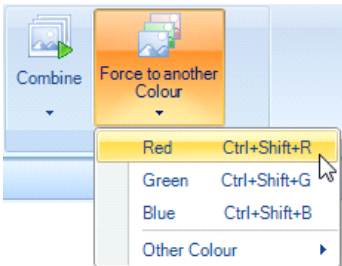 Combine
Force to another
Colour
Red Ctrl+Shift+R
Green Ctrl+Shift+G
Blue Ctrl+Shift+B
Other Colour